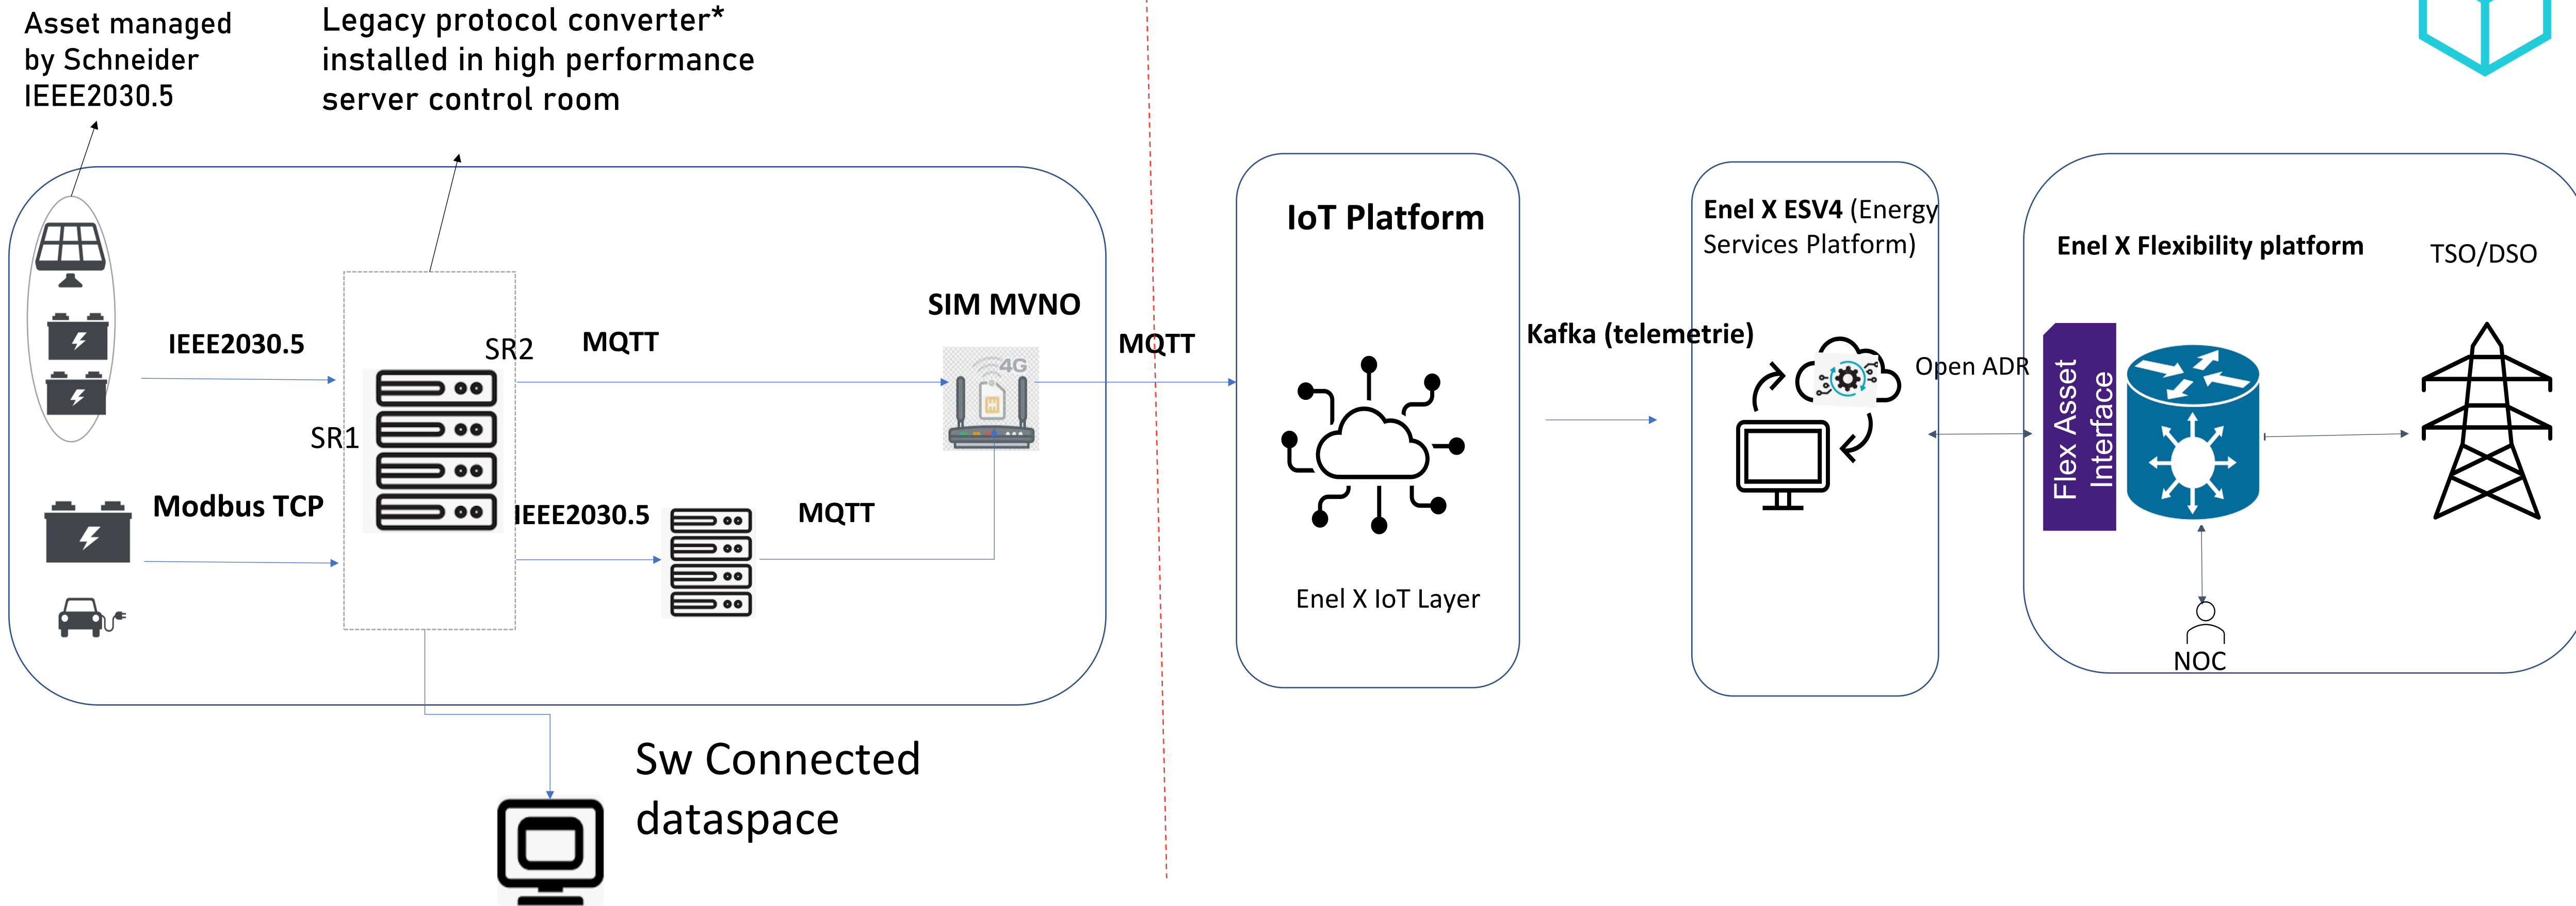 Asset managed
by Schneider
IEEE2030.5
Legacy protocol converter*
installed in high performance
server control room
IEEE2030.5
SR2
MQTT
SIM MVNO
4G
MQTT
SR1
Modbus TCP
IEEE2030.5
MQTT
Sw Connected
dataspace
IoT Platform
Enel X IoT Layer
Kafka (telemetrie)
Enel X ESV4 (Energy
Services Platform)
Open ADR
Enel X Flexibility platform
TSO/DSO
Flex Asset
Interface
NOC